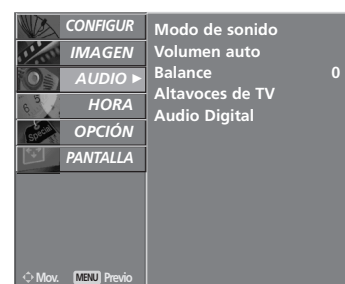 CONFIGUR
IMAGEN
AUDIO ►
HORA
OPCIÓN
PANTALLA
Mov. MENU Previo
Modo de sonido
Volumen auto
Balance 0
Altavoces de TV
Audio Digital
Special